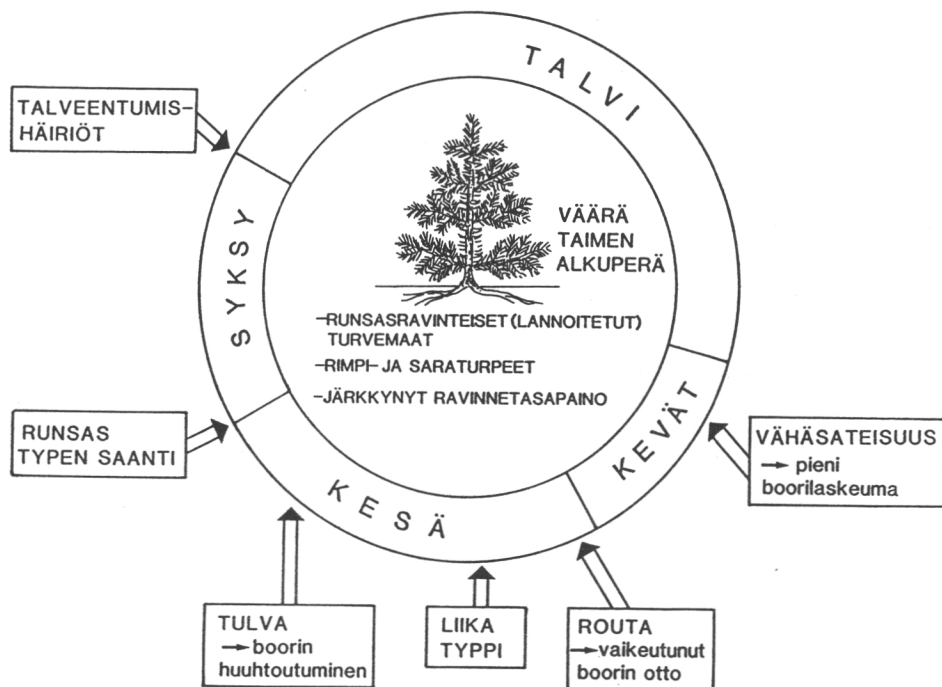 TALVI
TALVEENTUMIS-
HÄIRIÖT
SYKSY
VÄÄRÄ
TAIMEN
ALKUPERÄ
-RUNSASRAVINTEISET (LANNOITETUT)
TURVEMAAT
-RIMPI- JA SARATURPEET
-JÄRKKYNYT RAVINNETASAPAINO
KEVÄT
RUNSAS
TYPEN SAANTI
KESÄ
VÄHÄSATEISUUS
→ pieni
boorilaskeuma
TULVA
→ boorin
huuhtoutuminen
LIIKA
TYPPI
ROUTA
→ vaikeutunut
boorin otto